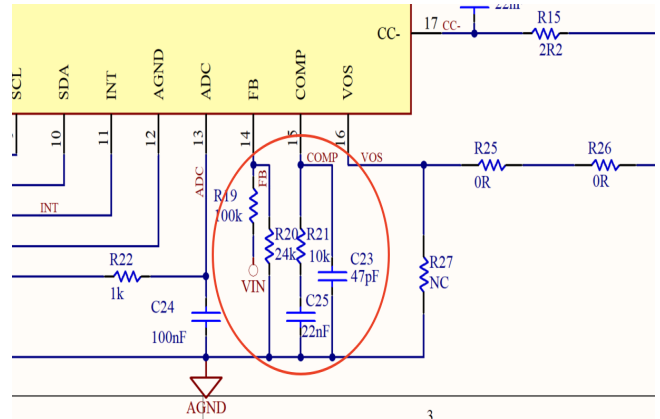 22n
CC-
17
CC-
R15
2R2
SDA
INT
AGND
ADC
FB
COMP
VOS
SCL
10
11
12
13
14
15
16
COMP
VOS
R25
0R
R26
0R
ADC
R19
100k
FB
INT
R20
24k
R21
10k
C23
47pF
R27
NC
R22
1k
VIN
C24
100nF
C25
22nF
AGND
3